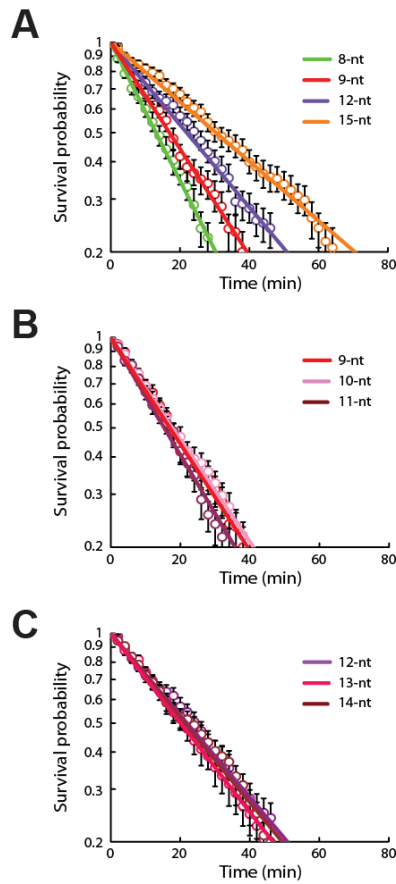 A
1
0.9
0.8
0.7
0.6
0.5
0.4
0.3
0.2
Survival probability
8-nt
9-nt
12-nt
15-nt
0 20 40 60 80
Time (min)
B
1
0.9
0.8
0.7
0.6
0.5
0.4
0.3
0.2
Survival probability
9-nt
10-nt
11-nt
0 20 40 60 80
Time (min)
C
1
0.9
0.8
0.7
0.6
0.5
0.4
0.3
0.2
Survival probability
12-nt
13-nt
14-nt
0 20 40 60 80
Time (min)